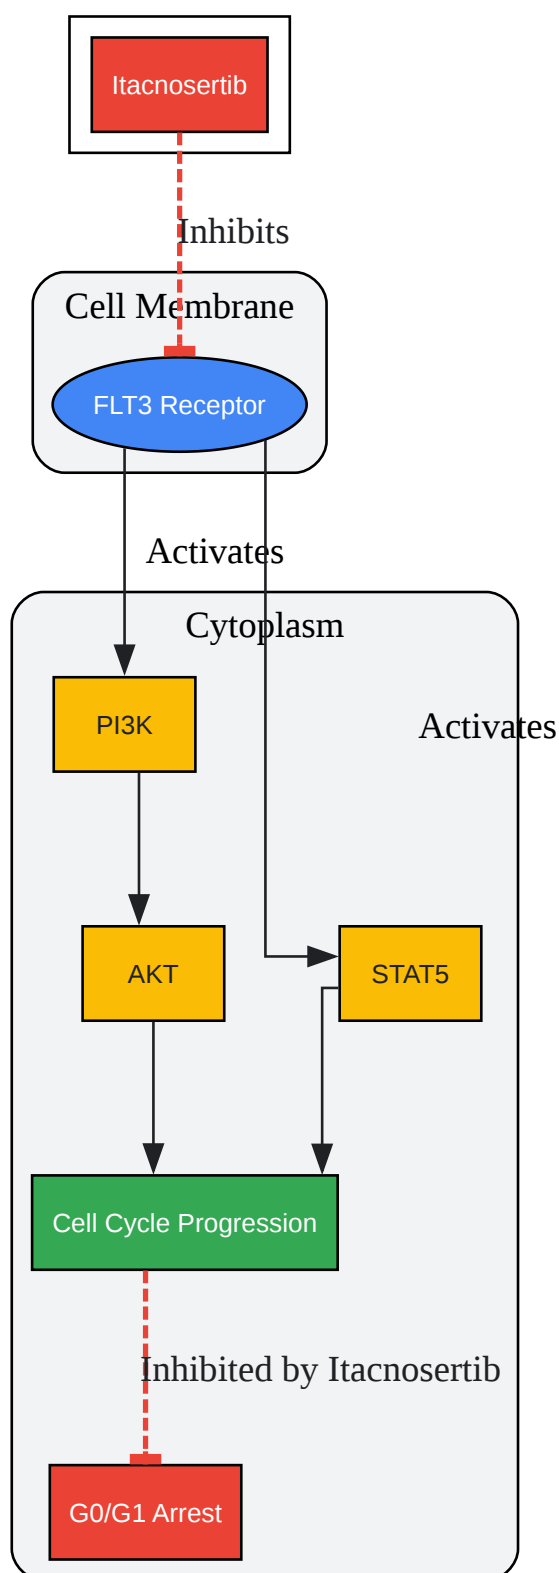 Itacnosertib
Inhibits
Cell Membrane
FLT3 Receptor
Activates
Cytoplasm
PI3K
Activates
AKT
STAT5
Cell Cycle Progression
Inhibited by Itacnosertib
G0/G1 Arrest